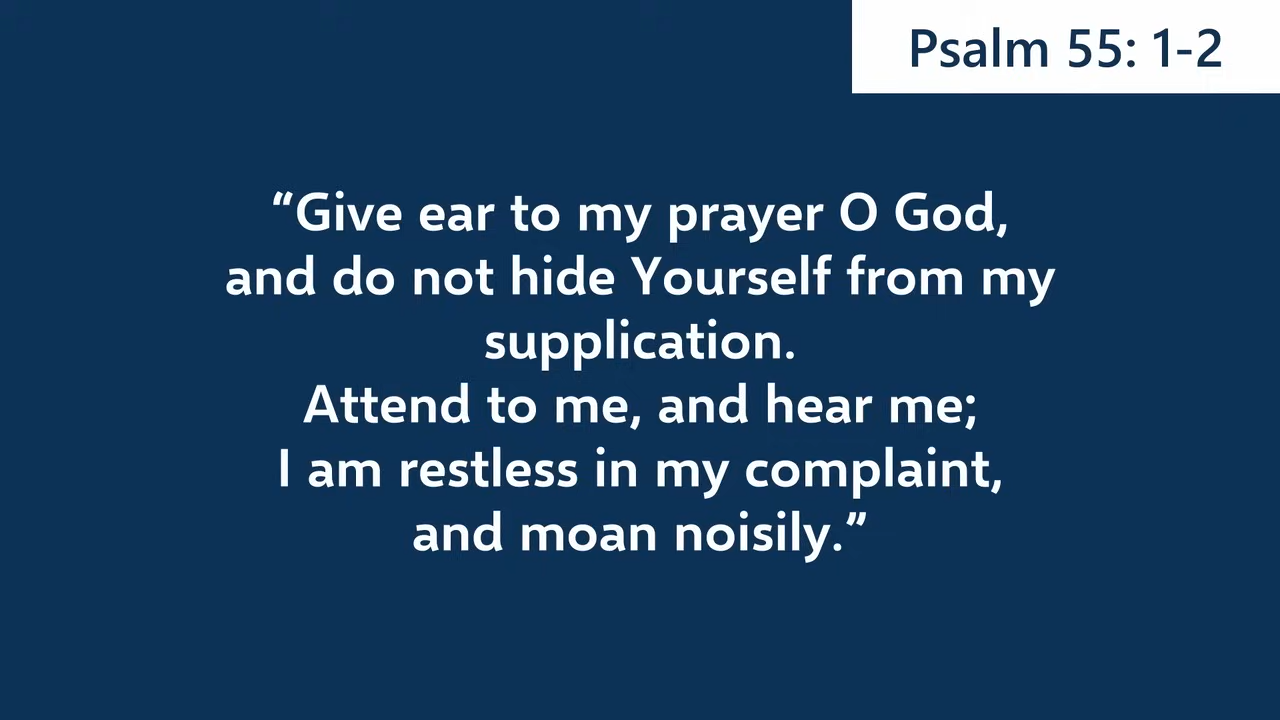 Psalm 55: 1-2
“Give ear to my prayer O God,
and do not hide Yourself from my
supplication.
Attend to me, and hear me;
I am restless in my complaint,
and moan noisily.”